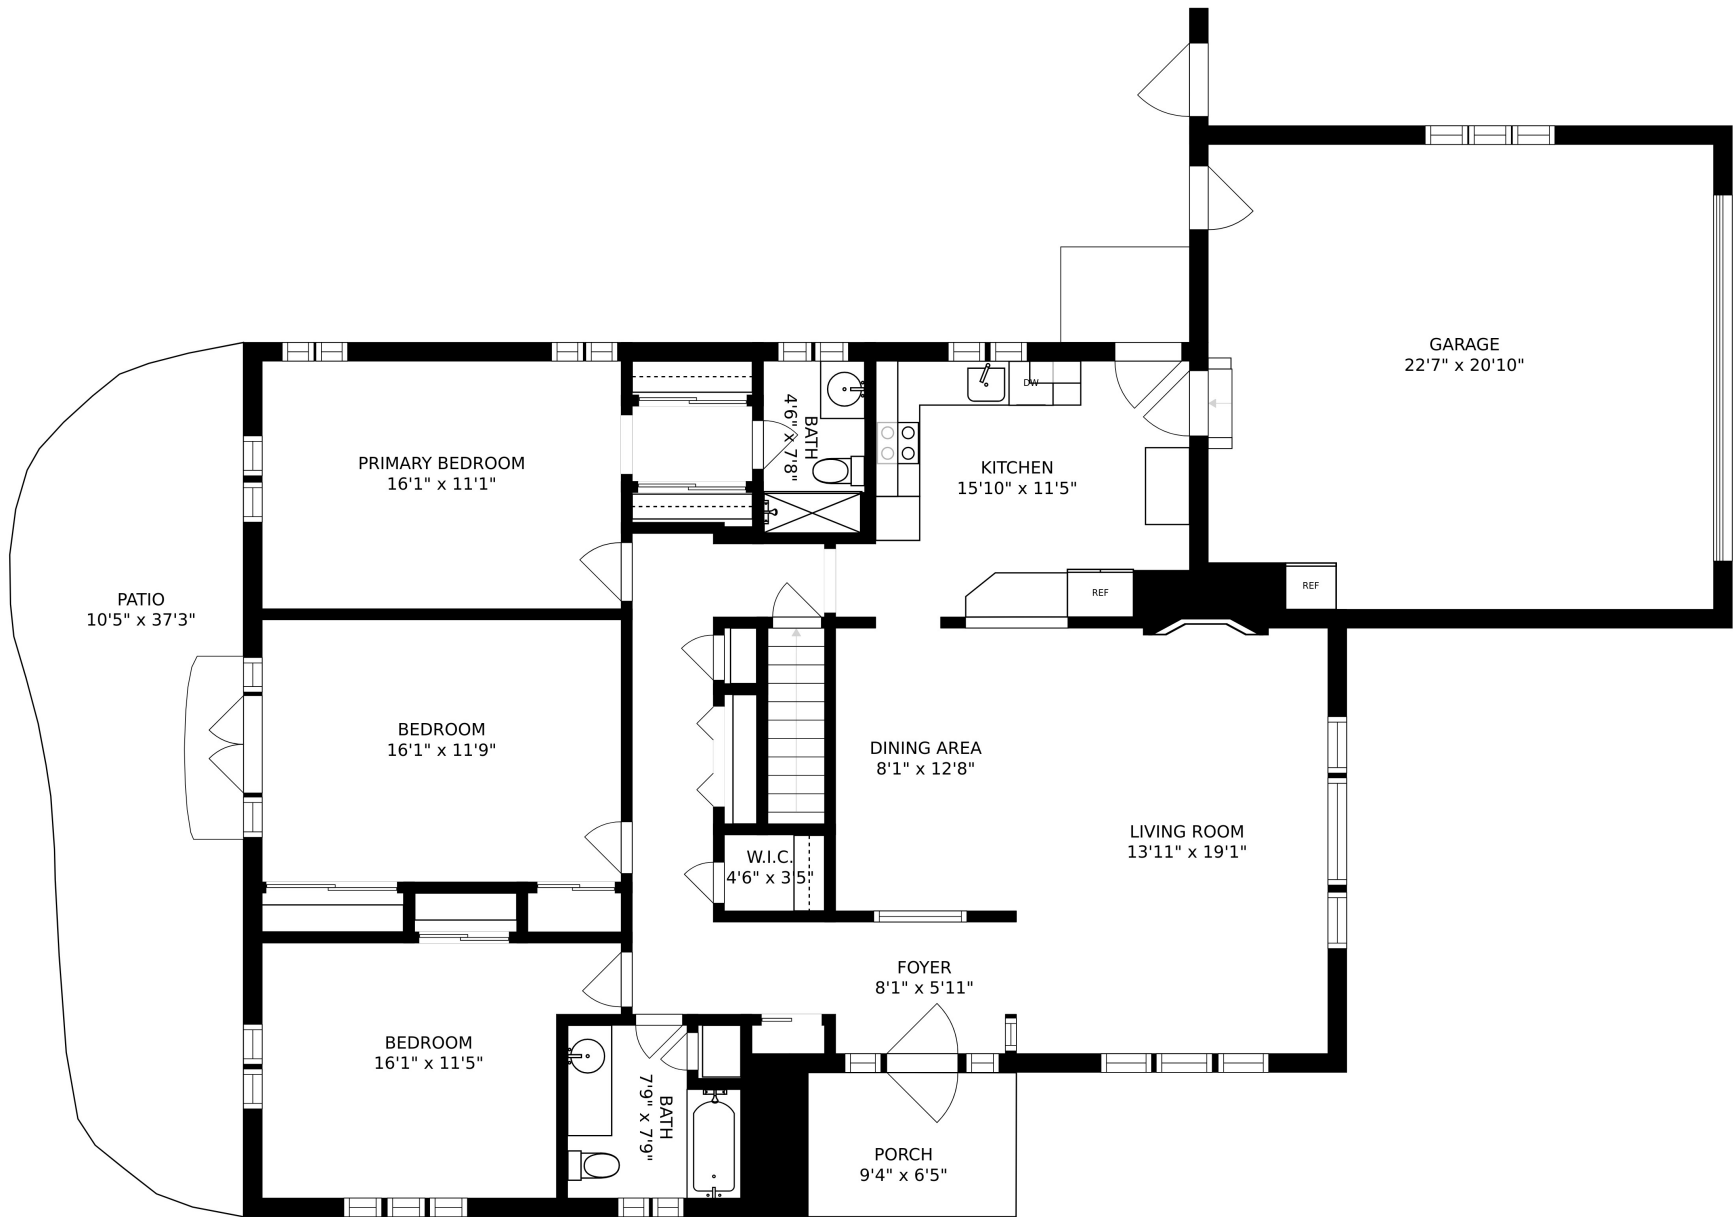 GARAGE
22'7" x 20'10"
DW
BATH
4'6" x 7'8"
PRIMARY BEDROOM
16'1" x 11'1"
KITCHEN
15'10" x 11'5"
REF
REF
PATIO
10'5" x 37'3"
BEDROOM
16'1" x 11'9"
DINING AREA
8'1" x 12'8"
LIVING ROOM
13'11" x 19'1"
W.I.C.
4'6" x 3'5"
FOYER
8'1" x 5'11"
BEDROOM
16'1" x 11'5"
BATH
7'9" x 7'9"
PORCH
9'4" x 6'5"